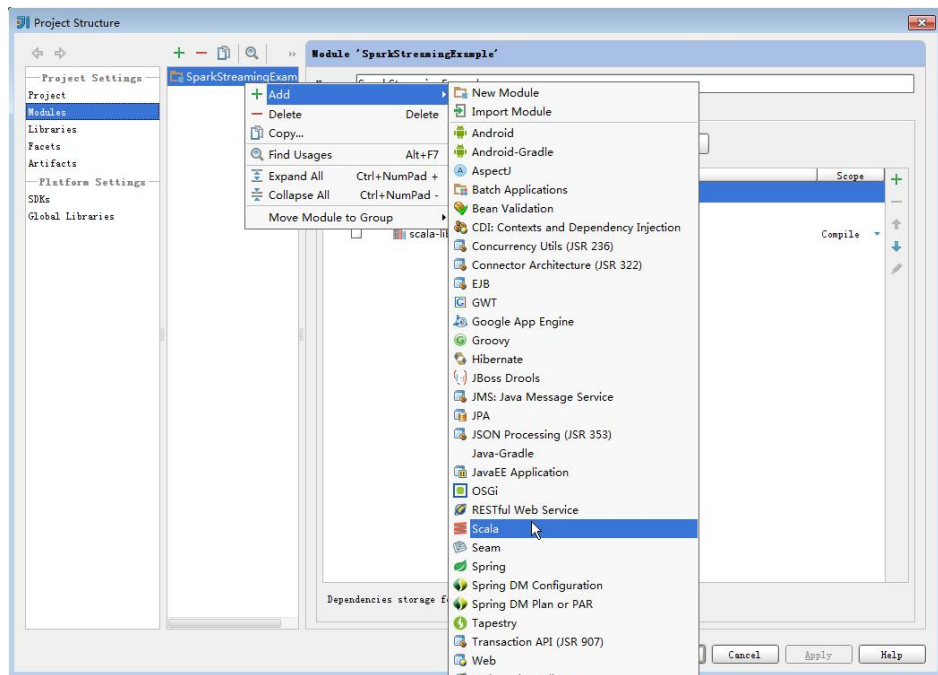 Project Structure
Module 'SparkStreamingExample'
Project Settings
Project
Modules
Libraries
Facets
Artifacts
Platform Settings
SDKs
Global Libraries
SparkStreamingExam
Add
Delete Delete
Copy...
Find Usages Alt+F7
Expand All Ctrl+NumPad +
Collapse All Ctrl+NumPad -
Move Module to Group
New Module
Import Module
Android
Android-Gradle
AspectJ
Batch Applications
Bean Validation
CDI: Contexts and Dependency Injection
Concurrency Utils (JSR 236)
Connector Architecture (JSR 322)
EJB
GWT
Google App Engine
Groovy
Hibernate
JBoss Drools
JMS: Java Message Service
JPA
JSON Processing (JSR 353)
Java-Gradle
JavaEE Application
OSGi
RESTful Web Service
Scala
Seam
Spring
Spring DM Configuration
Spring DM Plan or PAR
Tapestry
Transaction API (JSR 907)
Web
Scope
scala-li
Compile
Dependencies storage f
Cancel
Apply
Help